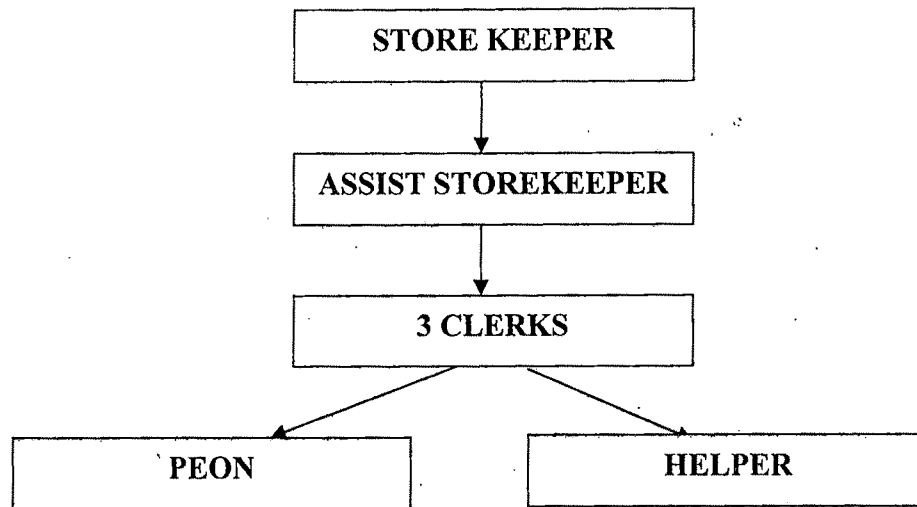 STORE KEEPER
ASSIST STOREKEEPER
3 CLERKS
PEON
HELPER